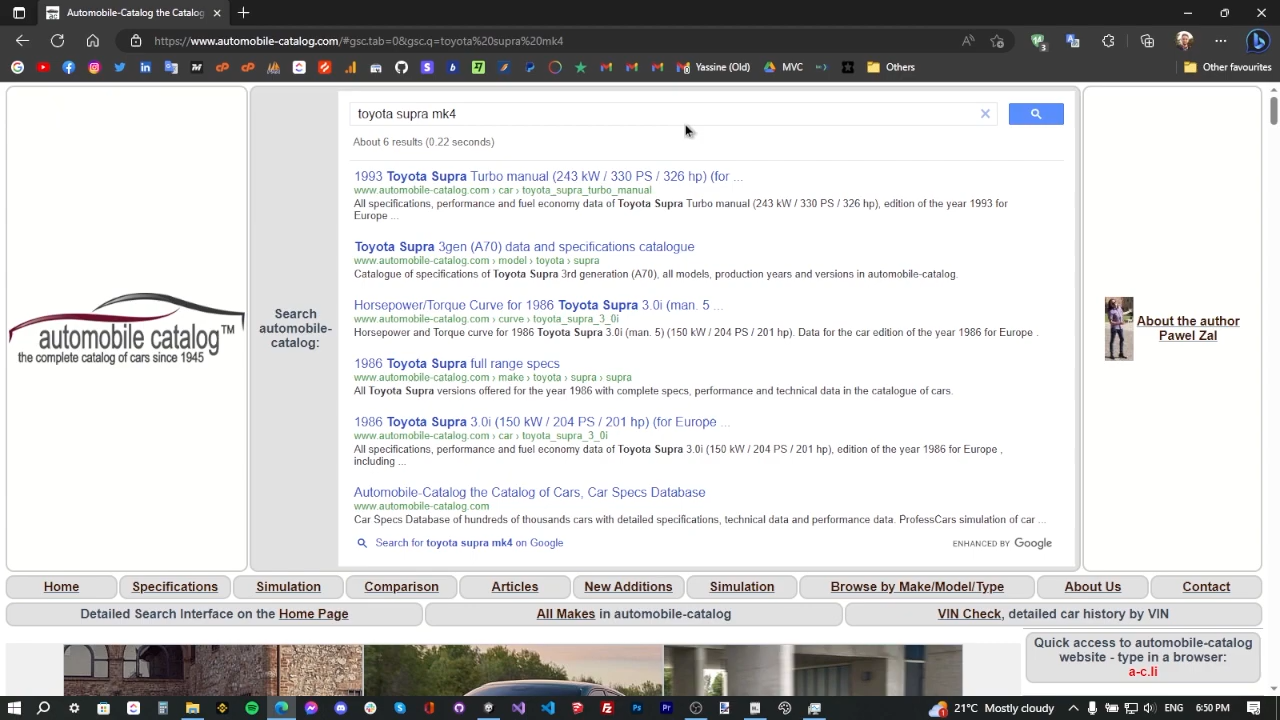 Automobile-Catalog the Catalog
https://www.automobile-catalog.com/#gsc.tab=0&gsc.q=toyota%20supra%20mk4
Yassine (Old)
MVC
Others
Other favourites
toyota supra mk4
About 6 results (0.22 seconds)
1993 Toyota Supra Turbo manual (243 kW / 330 PS / 326 hp) (for ...
www.automobile-catalog.com › car › toyota_supra_turbo_manual
All specifications, performance and fuel economy data of Toyota Supra Turbo manual (243 kW / 330 PS / 326 hp), edition of the year 1993 for
Europe ...
Toyota Supra 3gen (A70) data and specifications catalogue
www.automobile-catalog.com › model › toyota › supra
Catalogue of specifications of Toyota Supra 3rd generation (A70), all models, production years and versions in automobile-catalog.
Horsepower/Torque Curve for 1986 Toyota Supra 3.0i (man. 5 ...
www.automobile-catalog.com › curve › toyota_supra_3_0i
Horsepower and Torque curve for 1986 Toyota Supra 3.0i (man. 5) (150 kW / 204 PS / 201 hp). Data for the car edition of the year 1986 for Europe .
1986 Toyota Supra full range specs
www.automobile-catalog.com › make › toyota › supra › supra
All Toyota Supra versions offered for the year 1986 with complete specs, performance and technical data in the catalogue of cars.
1986 Toyota Supra 3.0i (150 kW / 204 PS / 201 hp) (for Europe ...
www.automobile-catalog.com › car › toyota_supra_3_0i
All specifications, performance and fuel economy data of Toyota Supra 3.0i (150 kW / 204 PS / 201 hp), edition of the year 1986 for Europe ,
including ...
Automobile-Catalog the Catalog of Cars, Car Specs Database
www.automobile-catalog.com
Car Specs Database of hundreds of thousands cars with detailed specifications, technical data and performance data. ProfessCars simulation of car ...
Search for toyota supra mk4 on Google
ENHANCED BY Google
automobile catalog™
the complete catalog of cars since 1945
Search
automobile-
catalog:
About the author
Pawel Zal
Home
Specifications
Simulation
Comparison
Articles
New Additions
Simulation
Browse by Make/Model/Type
About Us
Contact
Detailed Search Interface on the Home Page
All Makes in automobile-catalog
VIN Check, detailed car history by VIN
Quick access to automobile-catalog
website - type in a browser:
a-c.li
21°C Mostly cloudy
ENG
6:50 PM